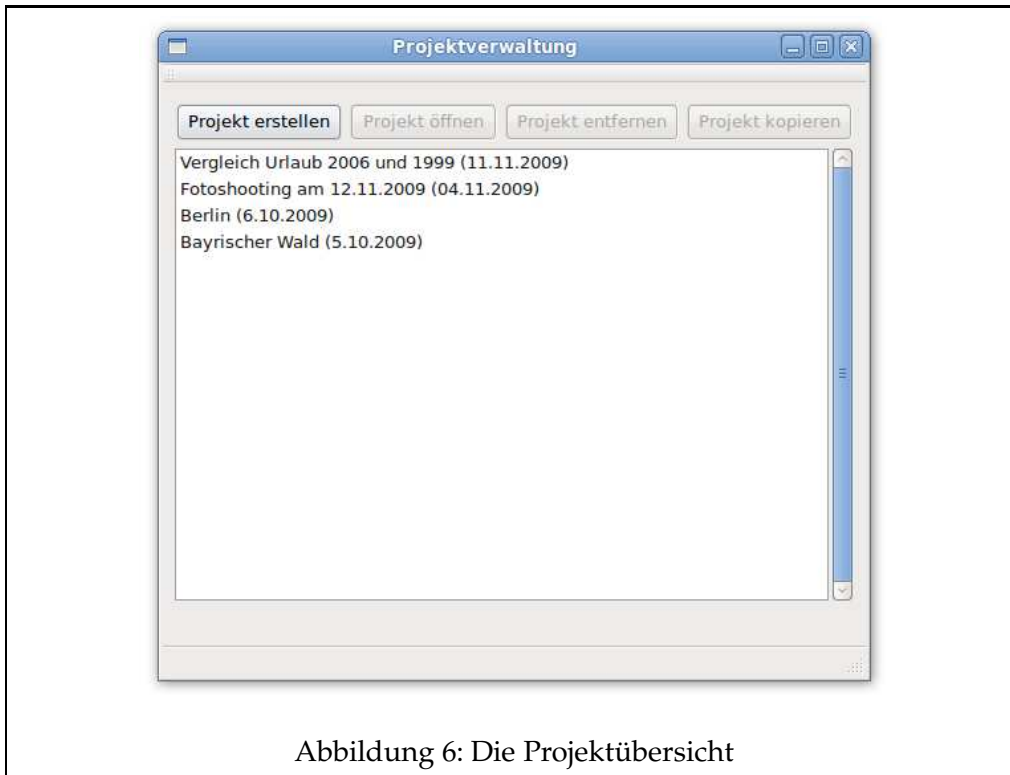 Projektverwaltung
Projekt erstellen Projekt öffnen Projekt entfernen Projekt kopieren
Vergleich Urlaub 2006 und 1999 (11.11.2009)
Fotoshooting am 12.11.2009 (04.11.2009)
Berlin (6.10.2009)
Bayrischer Wald (5.10.2009)
Abbildung 6: Die Projektübersicht